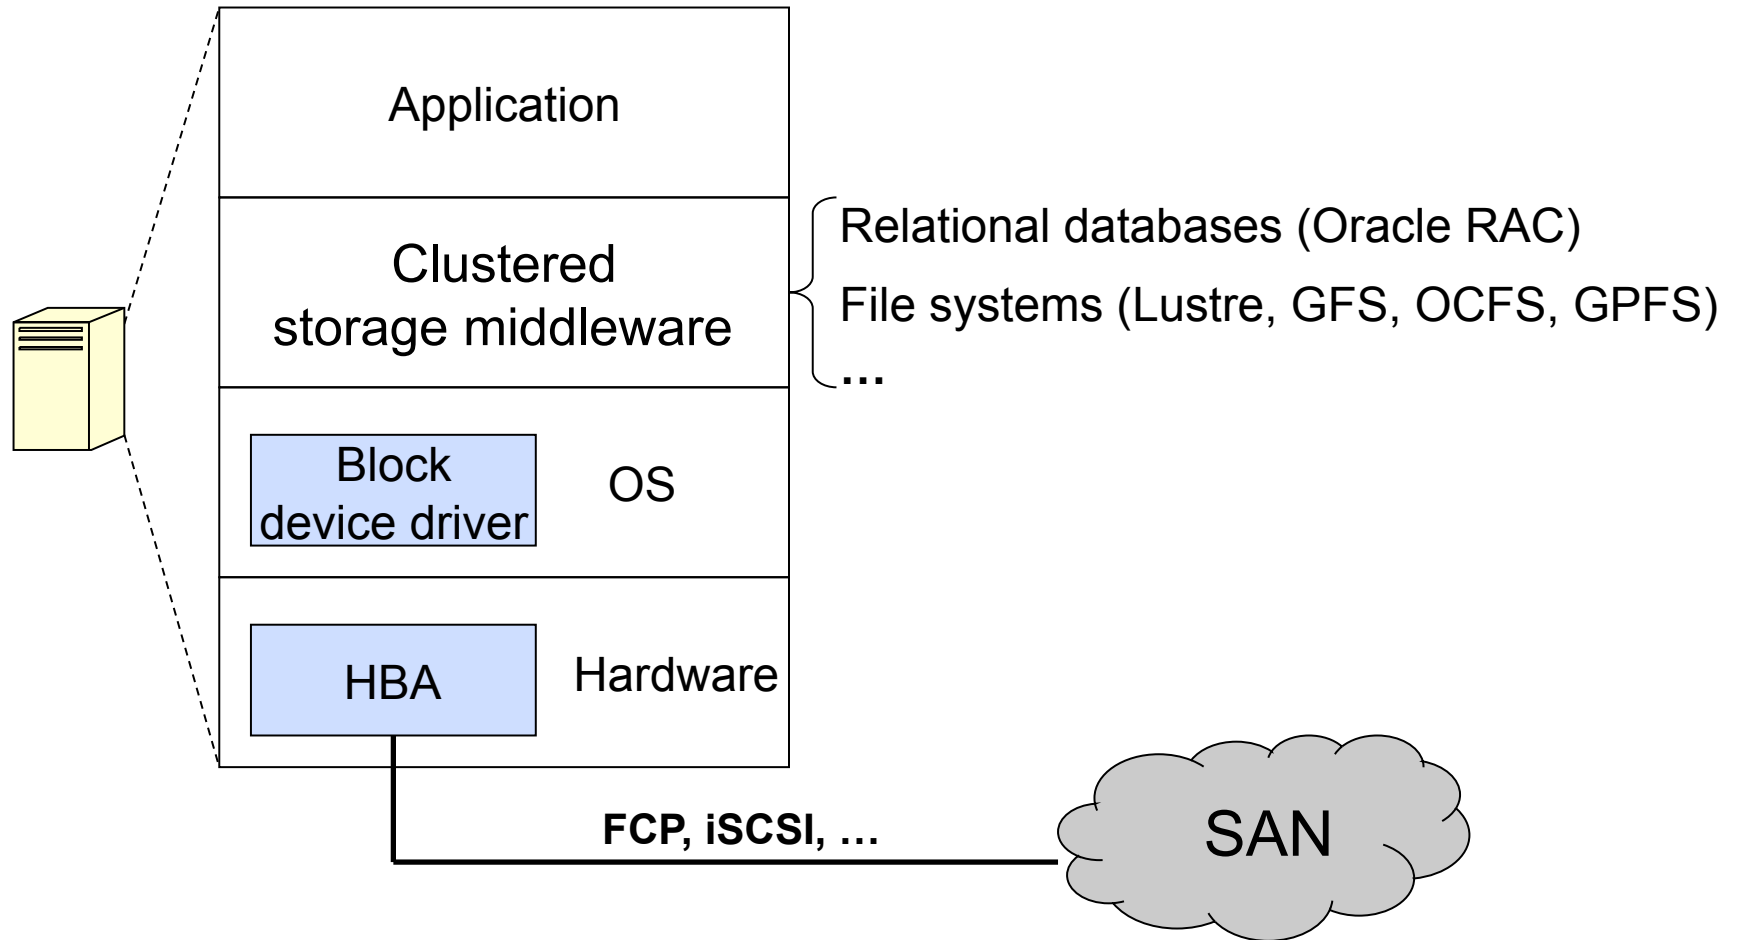 Application
Clustered
storage middleware
Relational databases (Oracle RAC)
File systems (Lustre, GFS, OCFS, GPFS)
…
Block
device driver
OS
HBA
Hardware
FCP, iSCSI, …
SAN